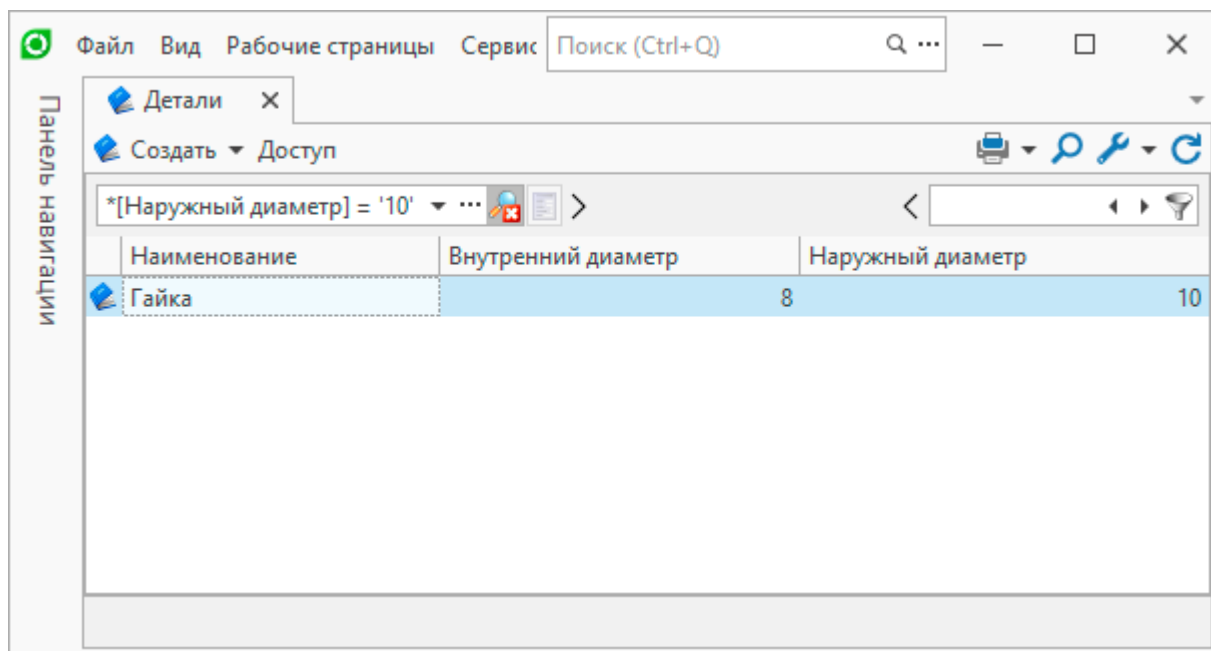 Файл Вид Рабочие страницы Сервис Поиск (Ctrl+Q)
Панель навигации
Детали
Создать Доступ
*[Наружный диаметр] = '10'
Наименование Внутренний диаметр Наружный диаметр
Гайка 8 10